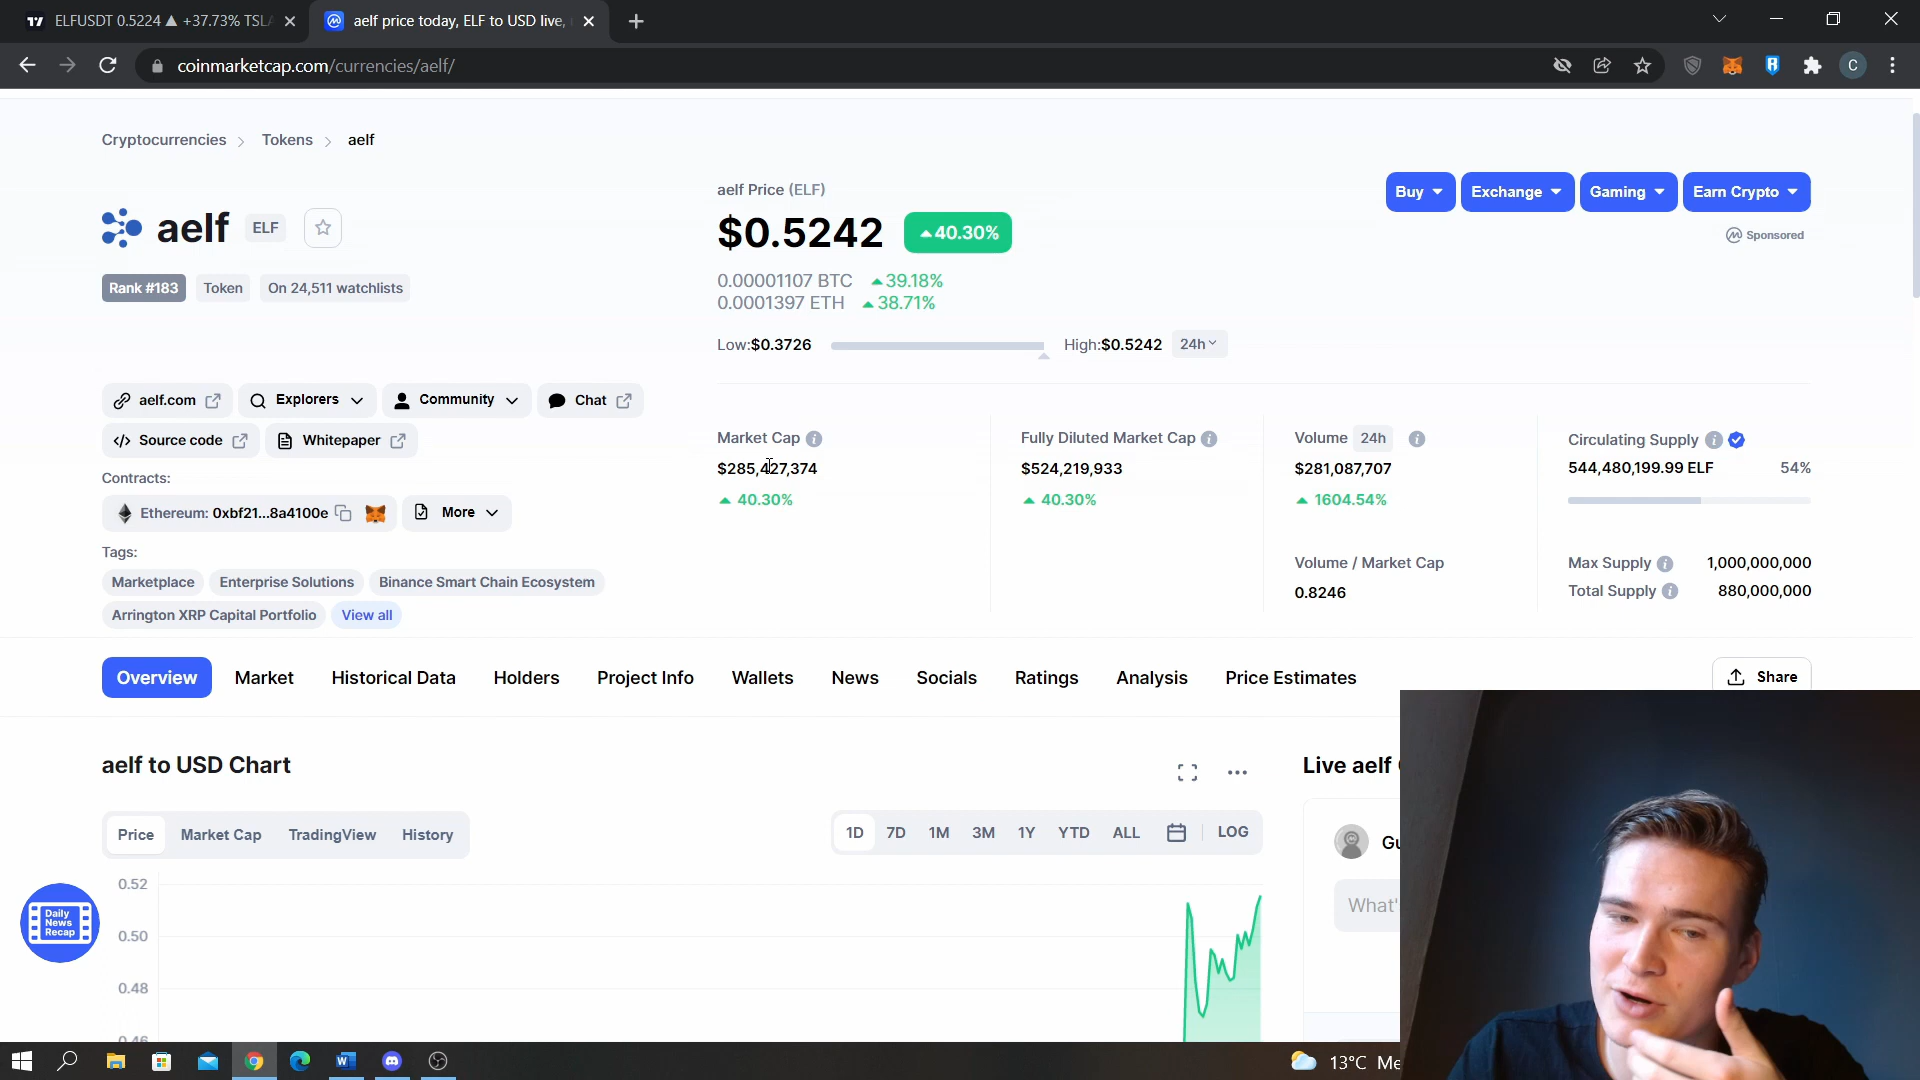 ELFUSDT 0.5224 ▲ +37.73% TSLA
aelf price today, ELF to USD live,
coinmarketcap.com/currencies/aelf/
C
Cryptocurrencies > Tokens > aelf
aelf ELF
Rank #183 Token On 24,511 watchlists
aelf Price (ELF)
$0.5242 ▲40.30%
0.00001107 BTC ▲39.18%
0.0001397 ETH ▲38.71%
Low:$0.3726 High:$0.5242 24h
Buy Exchange Gaming Earn Crypto
Sponsored
aelf.com Explorers Community Chat
Source code Whitepaper
Contracts:
Ethereum: 0xbf21...8a4100e More
Tags:
Marketplace Enterprise Solutions Binance Smart Chain Ecosystem
Arrington XRP Capital Portfolio View all
Market Cap
$285,427,374
▲ 40.30%
Fully Diluted Market Cap
$524,219,933
▲ 40.30%
Volume 24h
$281,087,707
▲ 1604.54%
Volume / Market Cap
0.8246
Circulating Supply
544,480,199.99 ELF 54%
Max Supply 1,000,000,000
Total Supply 880,000,000
Overview Market Historical Data Holders Project Info Wallets News Socials Ratings Analysis Price Estimates
Share
aelf to USD Chart
Price Market Cap TradingView History
1D 7D 1M 3M 1Y YTD ALL LOG
0.52
0.50
0.48
0.46
Daily
News
Recap
Live aelf
Gu
What'
13°C Me